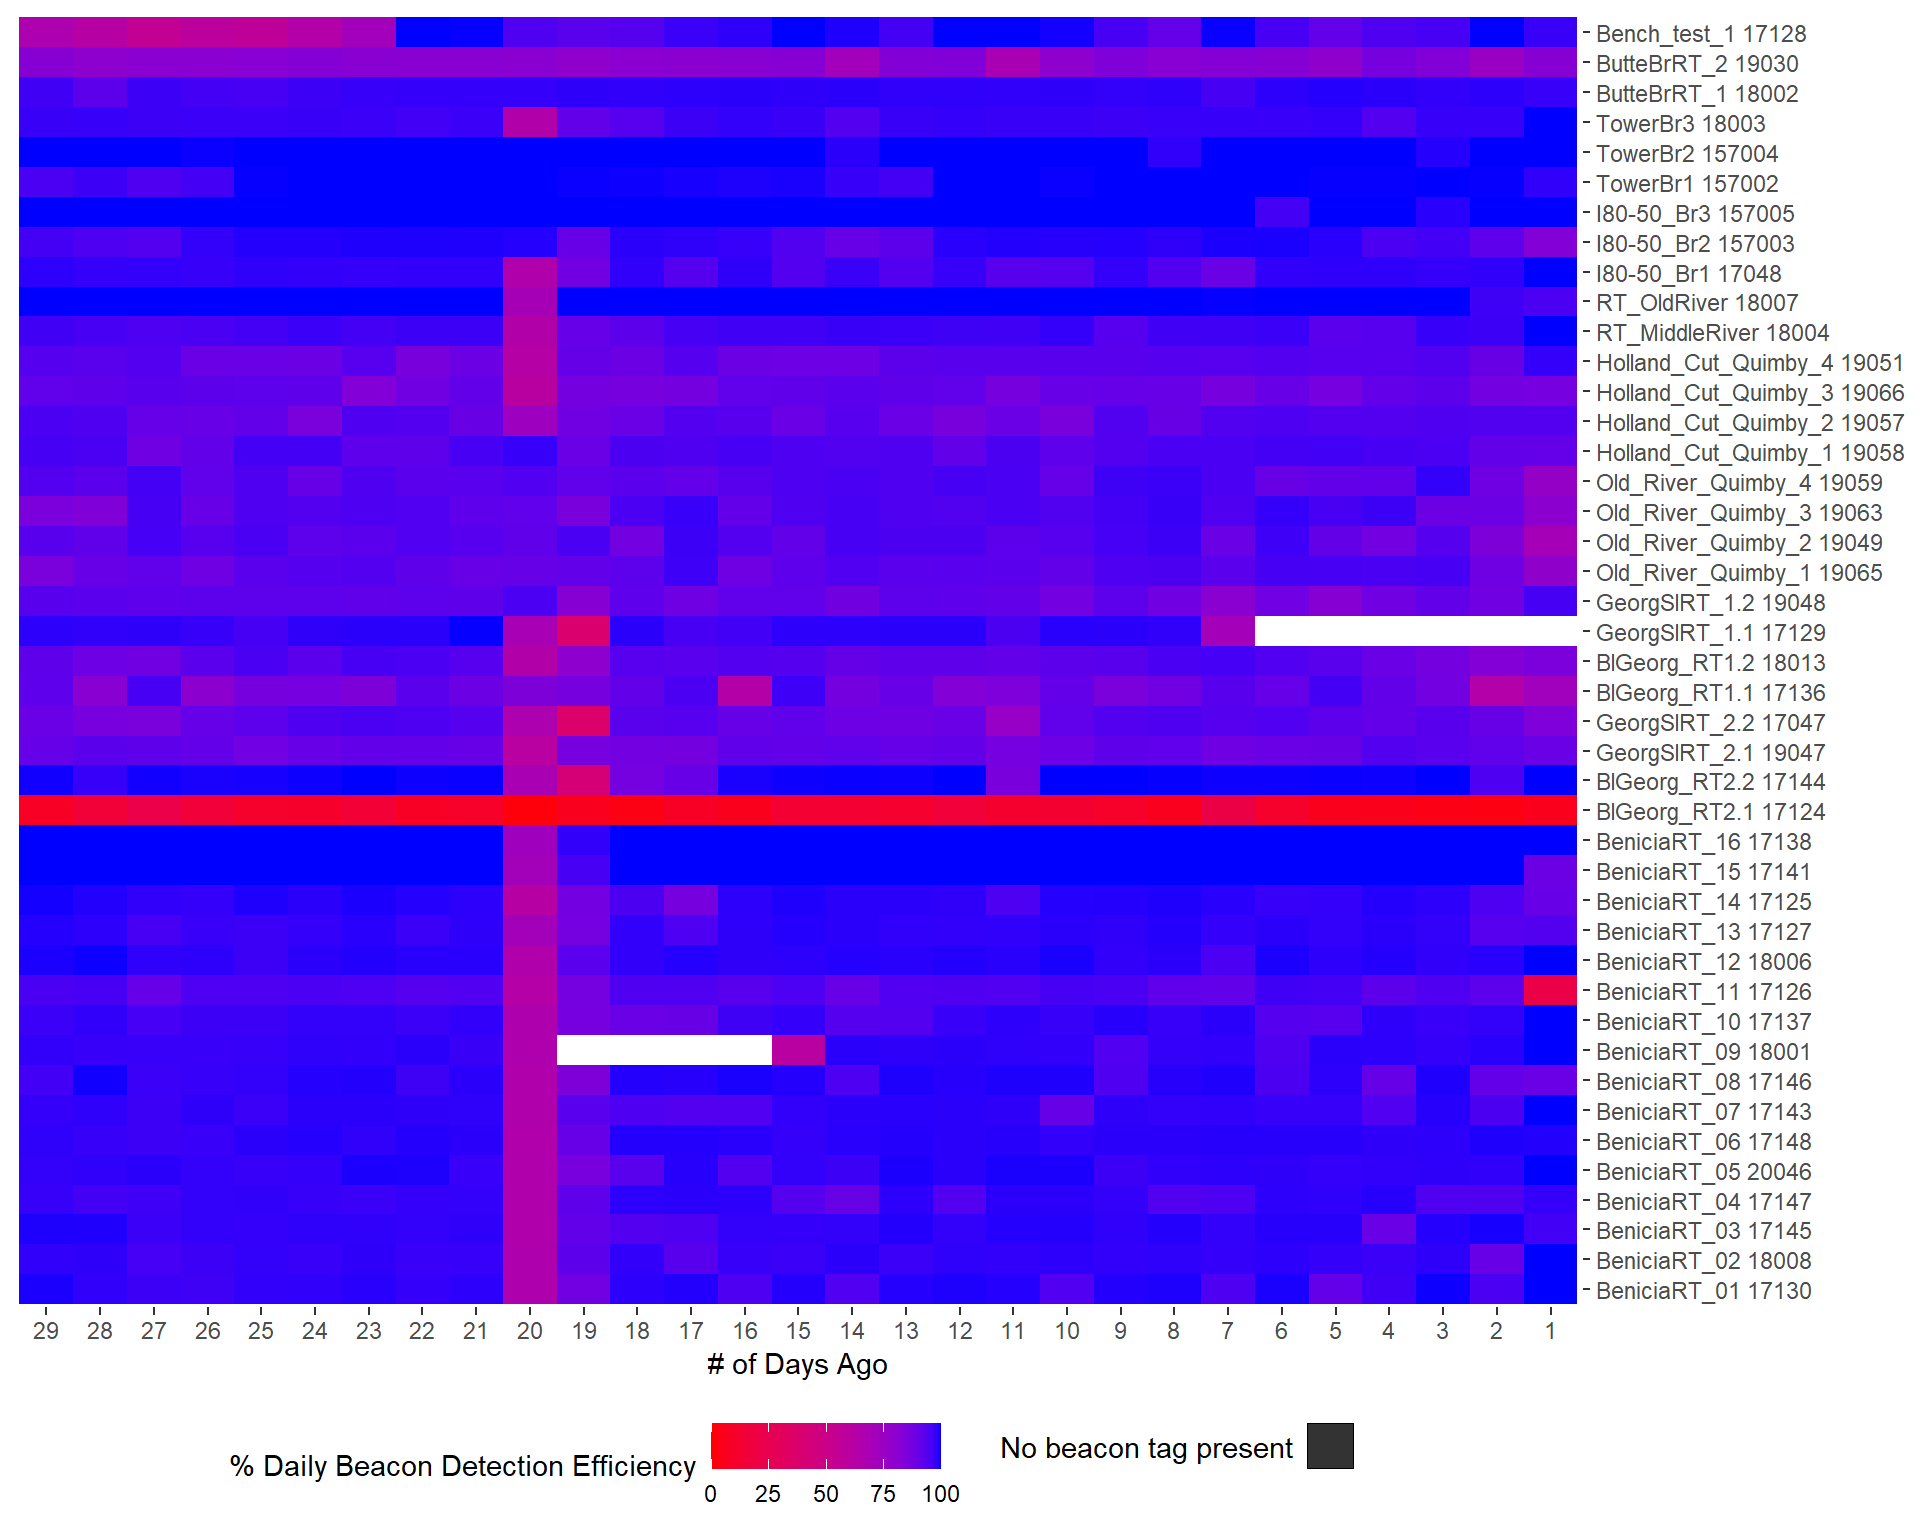 Bench_test_1 17128
ButteBrRT_2 19030
ButteBrRT_1 18002
TowerBr3 18003
TowerBr2 157004
TowerBr1 157002
I80-50_Br3 157005
I80-50_Br2 157003
I80-50_Br1 17048
RT_OldRiver 18007
RT_MiddleRiver 18004
Holland_Cut_Quimby_4 19051
Holland_Cut_Quimby_3 19066
Holland_Cut_Quimby_2 19057
Holland_Cut_Quimby_1 19058
Old_River_Quimby_4 19059
Old_River_Quimby_3 19063
Old_River_Quimby_2 19049
Old_River_Quimby_1 19065
GeorgSlRT_1.2 19048
GeorgSlRT_1.1 17129
BlGeorg_RT1.2 18013
BlGeorg_RT1.1 17136
GeorgSlRT_2.2 17047
GeorgSlRT_2.1 19047
BlGeorg_RT2.2 17144
BlGeorg_RT2.1 17124
BeniciaRT_16 17138
BeniciaRT_15 17141
BeniciaRT_14 17125
BeniciaRT_13 17127
BeniciaRT_12 18006
BeniciaRT_11 17126
BeniciaRT_10 17137
BeniciaRT_09 18001
BeniciaRT_08 17146
BeniciaRT_07 17143
BeniciaRT_06 17148
BeniciaRT_05 20046
BeniciaRT_04 17147
BeniciaRT_03 17145
BeniciaRT_02 18008
BeniciaRT_01 17130
29 28 27 26 25 24 23 22 21 20 19 18 17 16 15 14 13 12 11 10 9 8 7 6 5 4 3 2 1
# of Days Ago
% Daily Beacon Detection Efficiency
0 25 50 75 100
No beacon tag present